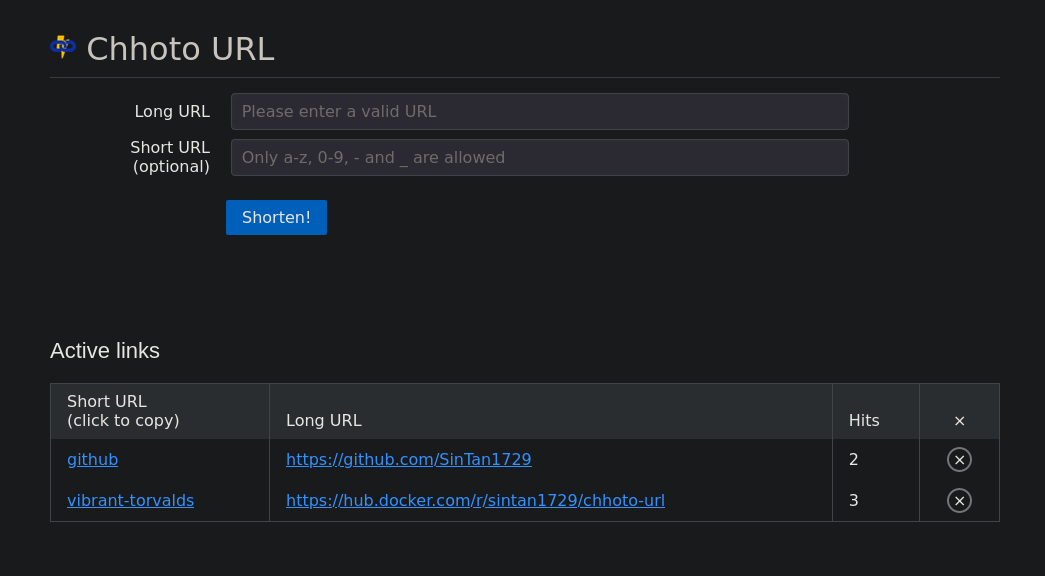 Chhoto URL
Long URL
Please enter a valid URL
Short URL
(optional)
Only a-z, 0-9, - and _ are allowed
Shorten!
Active links
Short URL
(click to copy)
Long URL
Hits
×
github
https://github.com/SinTan1729
2
×
vibrant-torvalds
https://hub.docker.com/r/sintan1729/chhoto-url
3
×